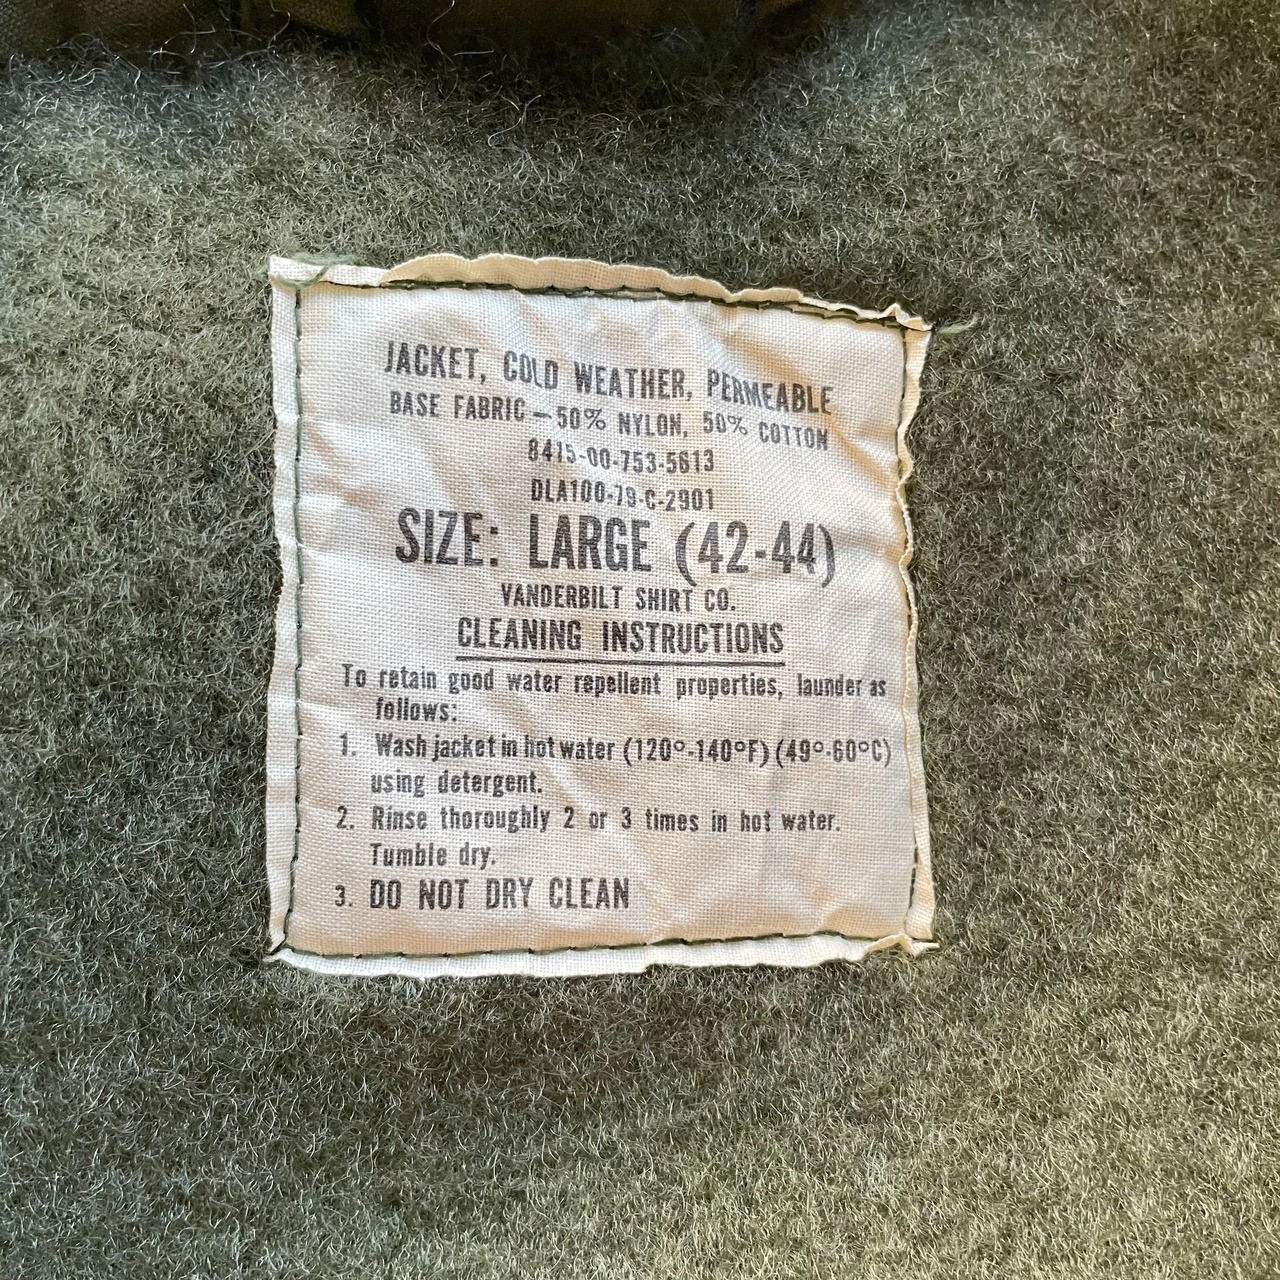 JACKET, COLD WEATHER, PERMEABLE
BASE FABRIC — 50% NYLON, 50% COTTON
8415-00-753-5613
DLA100-79-C-2901
SIZE: LARGE (42-44)
VANDERBILT SHIRT CO.
CLEANING INSTRUCTIONS
To retain good water repellent properties, launder as
follows:
1. Wash jacket in hot water (120°-140°F) (49°-60°C)
using detergent.
2. Rinse thoroughly 2 or 3 times in hot water.
Tumble dry.
3. DO NOT DRY CLEAN